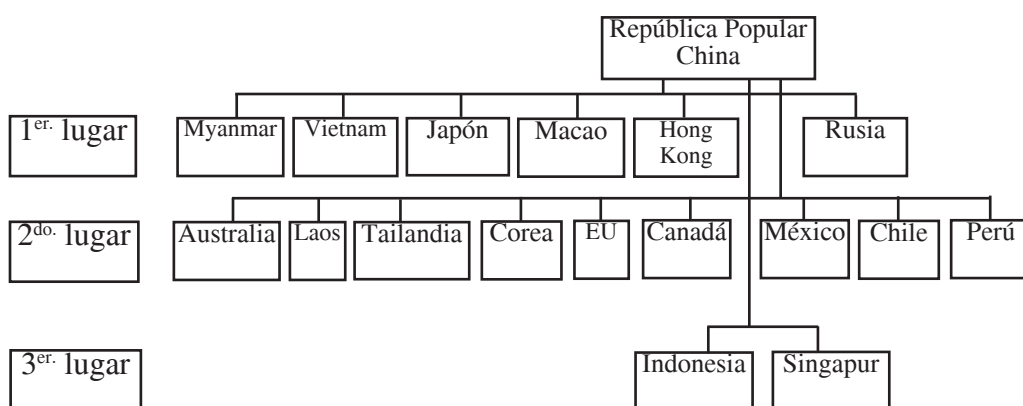 República Popular
China
1er. lugar
Myanmar Vietnam Japón Macao Hong Kong Rusia
2do. lugar
Australia Laos Tailandia Corea EU Canadá México Chile Perú
3er. lugar
Indonesia Singapur